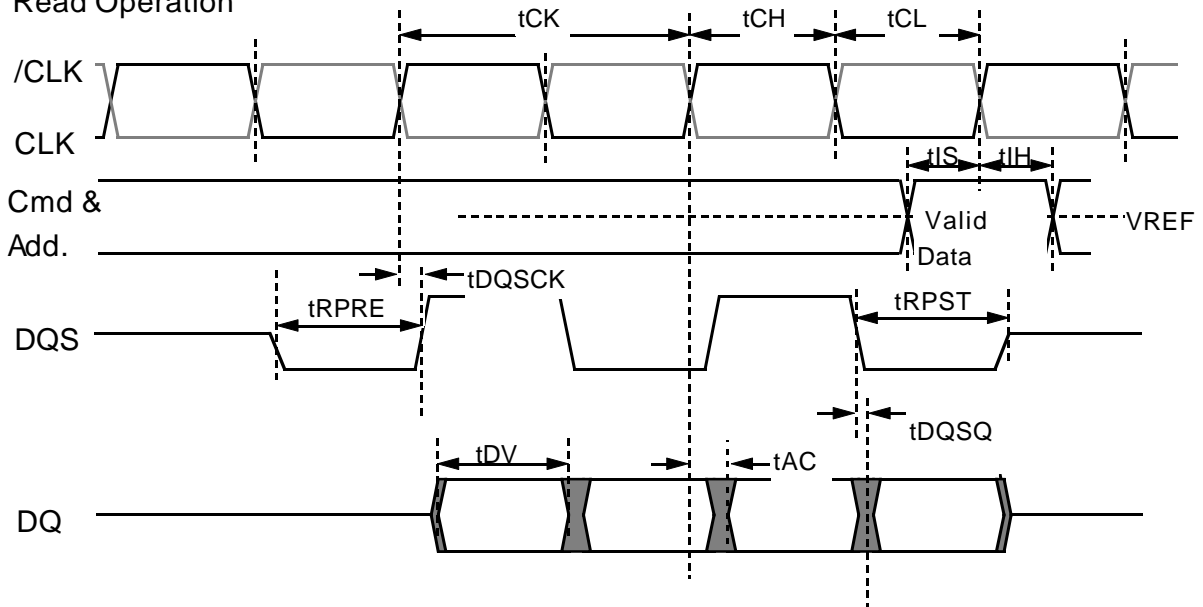 Read Operation
tCK
tCH
tCL
/CLK
CLK
tIS
tIH
Cmd &
Add.
Valid
Data
VREF
tDQSCK
tRPRE
tRPST
DQS
tDQSQ
tDV
tAC
DQ